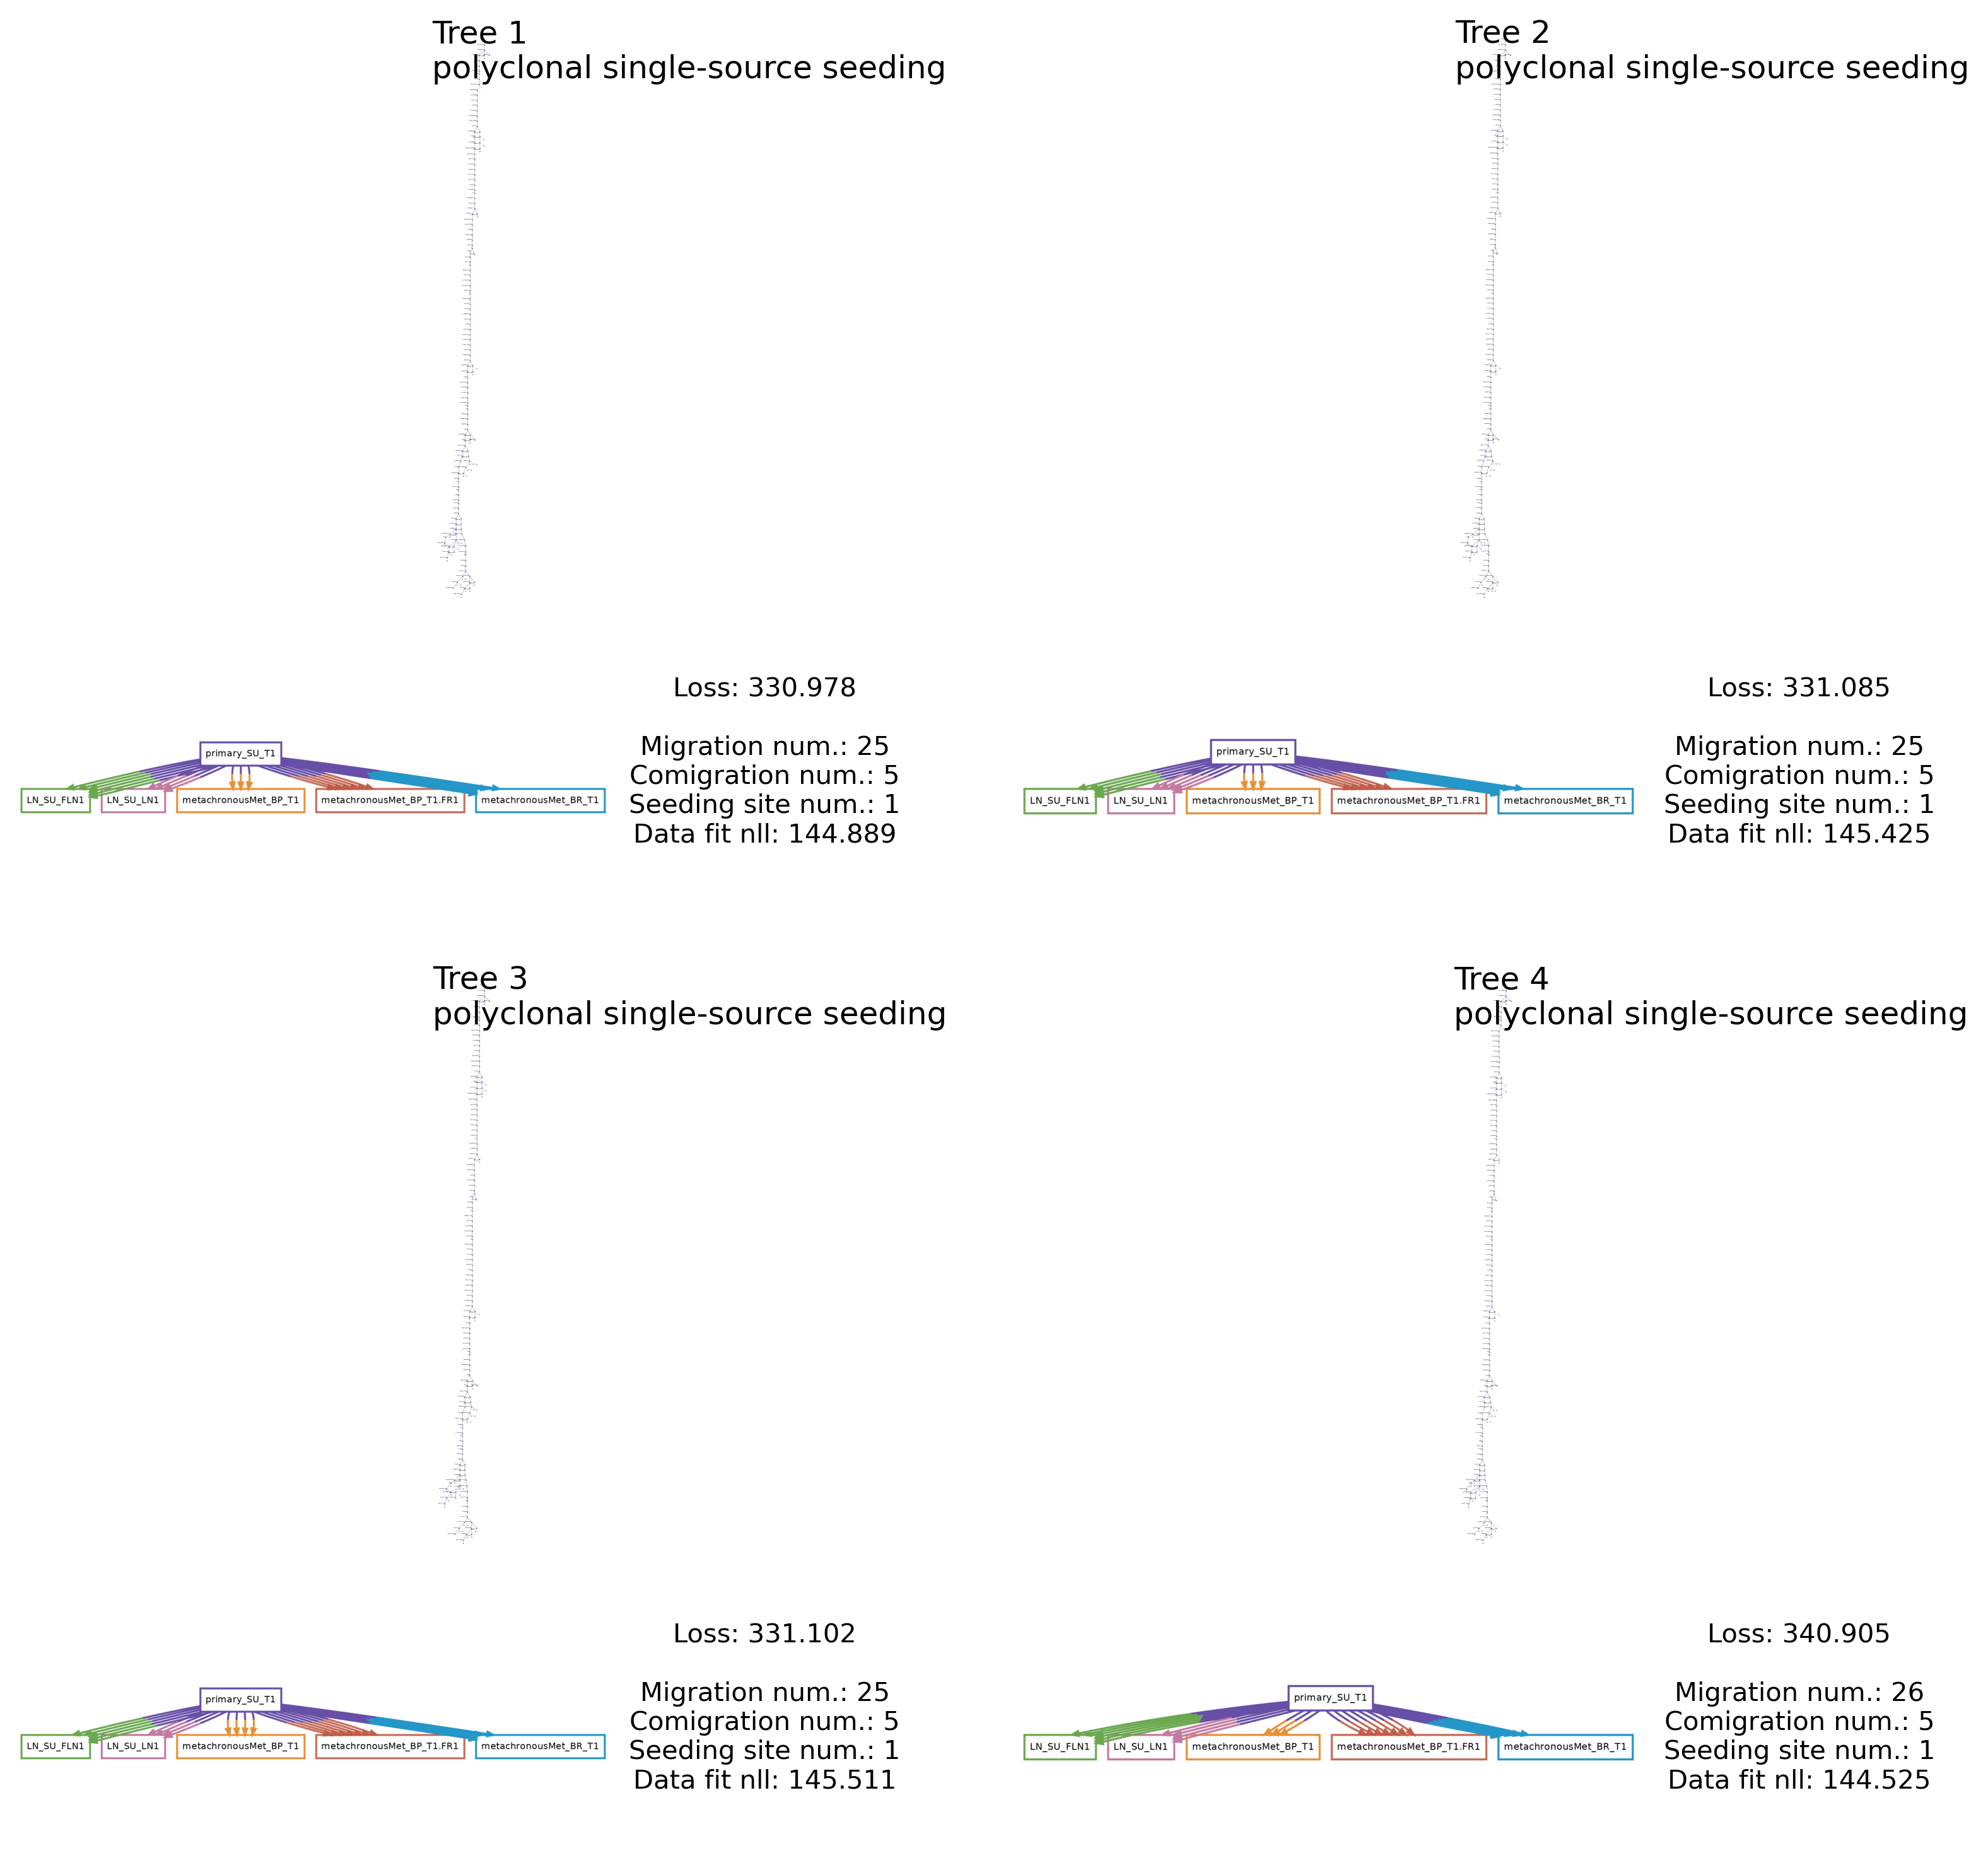 Tree 1
polyclonal single-source seeding
Loss: 330.978
Migration num.: 25
Comigration num.: 5
Seeding site num.: 1
Data fit nll: 144.889
primary_SU_T1
LN_SU_FLN1
LN_SU_LN1
metachronousMet_BP_T1
metachronousMet_BP_T1.FR1
metachronousMet_BR_T1
Tree 2
polyclonal single-source seeding
Loss: 331.085
Migration num.: 25
Comigration num.: 5
Seeding site num.: 1
Data fit nll: 145.425
primary_SU_T1
LN_SU_FLN1
LN_SU_LN1
metachronousMet_BP_T1
metachronousMet_BP_T1.FR1
metachronousMet_BR_T1
Tree 3
polyclonal single-source seeding
Loss: 331.102
Migration num.: 25
Comigration num.: 5
Seeding site num.: 1
Data fit nll: 145.511
primary_SU_T1
LN_SU_FLN1
LN_SU_LN1
metachronousMet_BP_T1
metachronousMet_BP_T1.FR1
metachronousMet_BR_T1
Tree 4
polyclonal single-source seeding
Loss: 340.905
Migration num.: 26
Comigration num.: 5
Seeding site num.: 1
Data fit nll: 144.525
primary_SU_T1
LN_SU_FLN1
LN_SU_LN1
metachronousMet_BP_T1
metachronousMet_BP_T1.FR1
metachronousMet_BR_T1